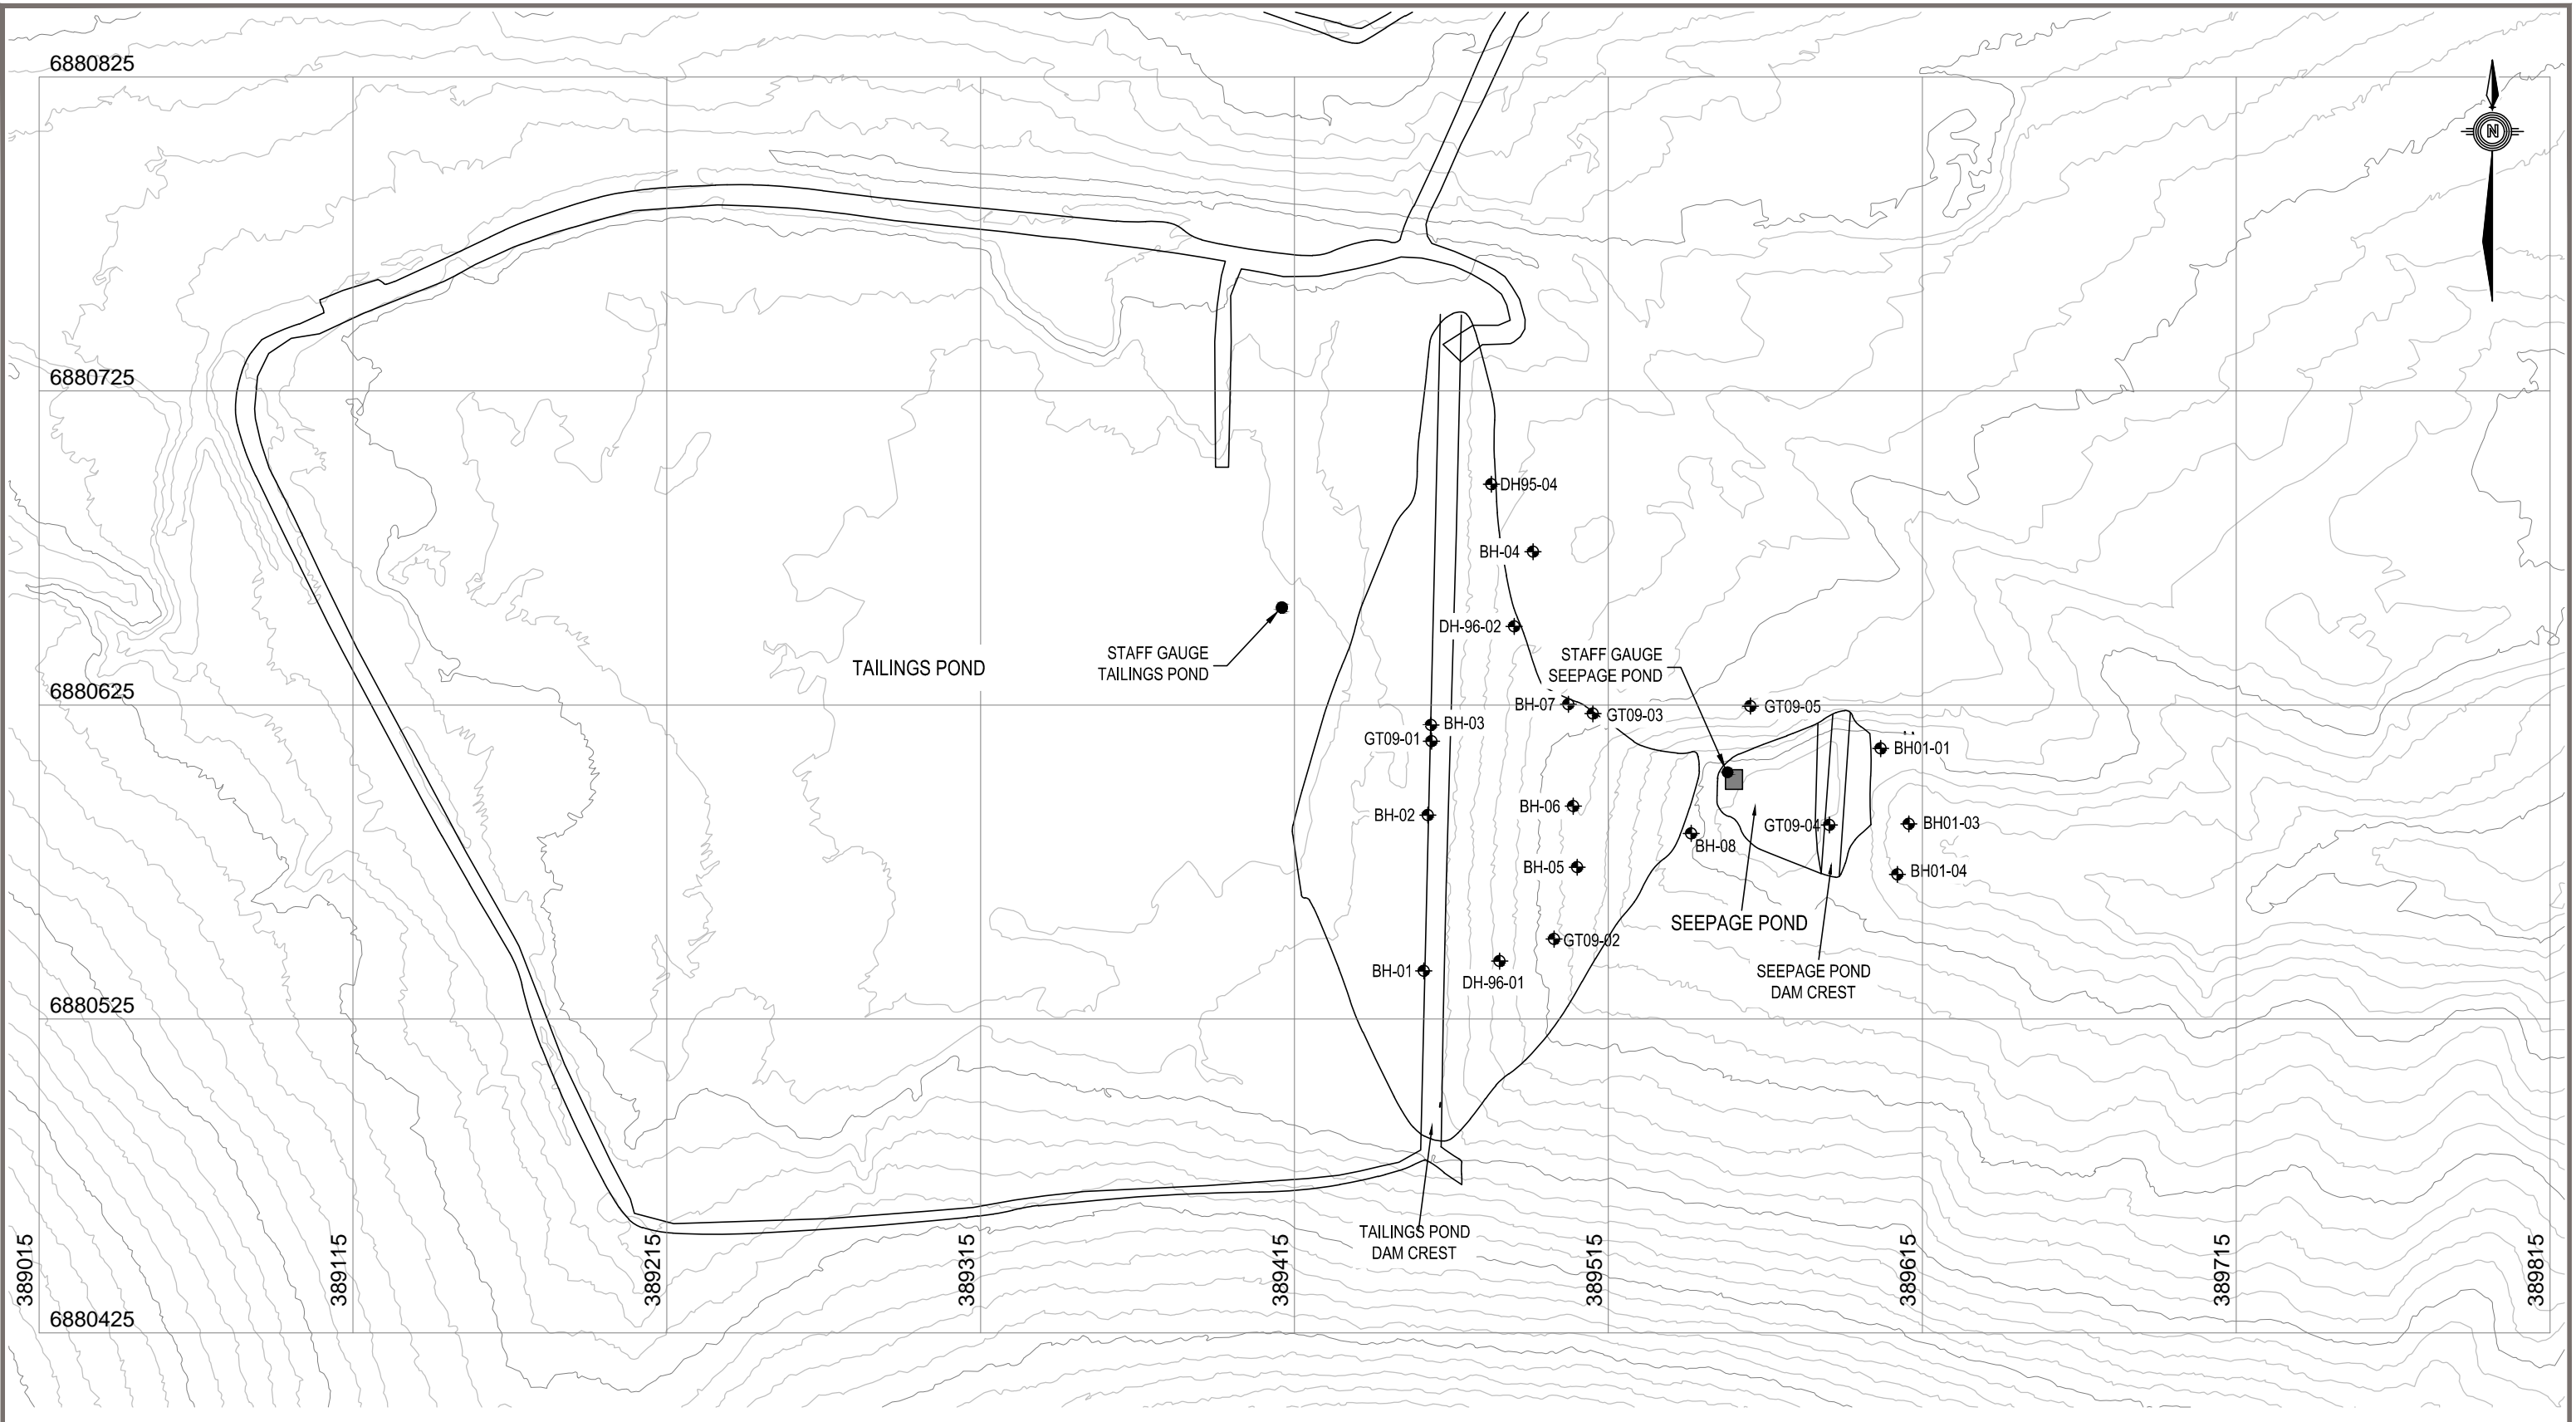 6880825
N
6880725
DH95-04
BH-04
DH-96-02
STAFF GAUGE
TAILINGS POND
TAILINGS POND
STAFF GAUGE
SEEPAGE POND
6880625
BH-07
GT09-03
GT09-05
BH-03
GT09-01
BH01-01
BH-06
BH-02
GT09-04
BH01-03
BH-08
BH-05
BH01-04
SEEPAGE POND
GT09-02
BH-01
DH-96-01
SEEPAGE POND
DAM CREST
6880525
TAILINGS POND
DAM CREST
389015
389115
389215
389315
389415
389515
389615
389715
389815
6880425